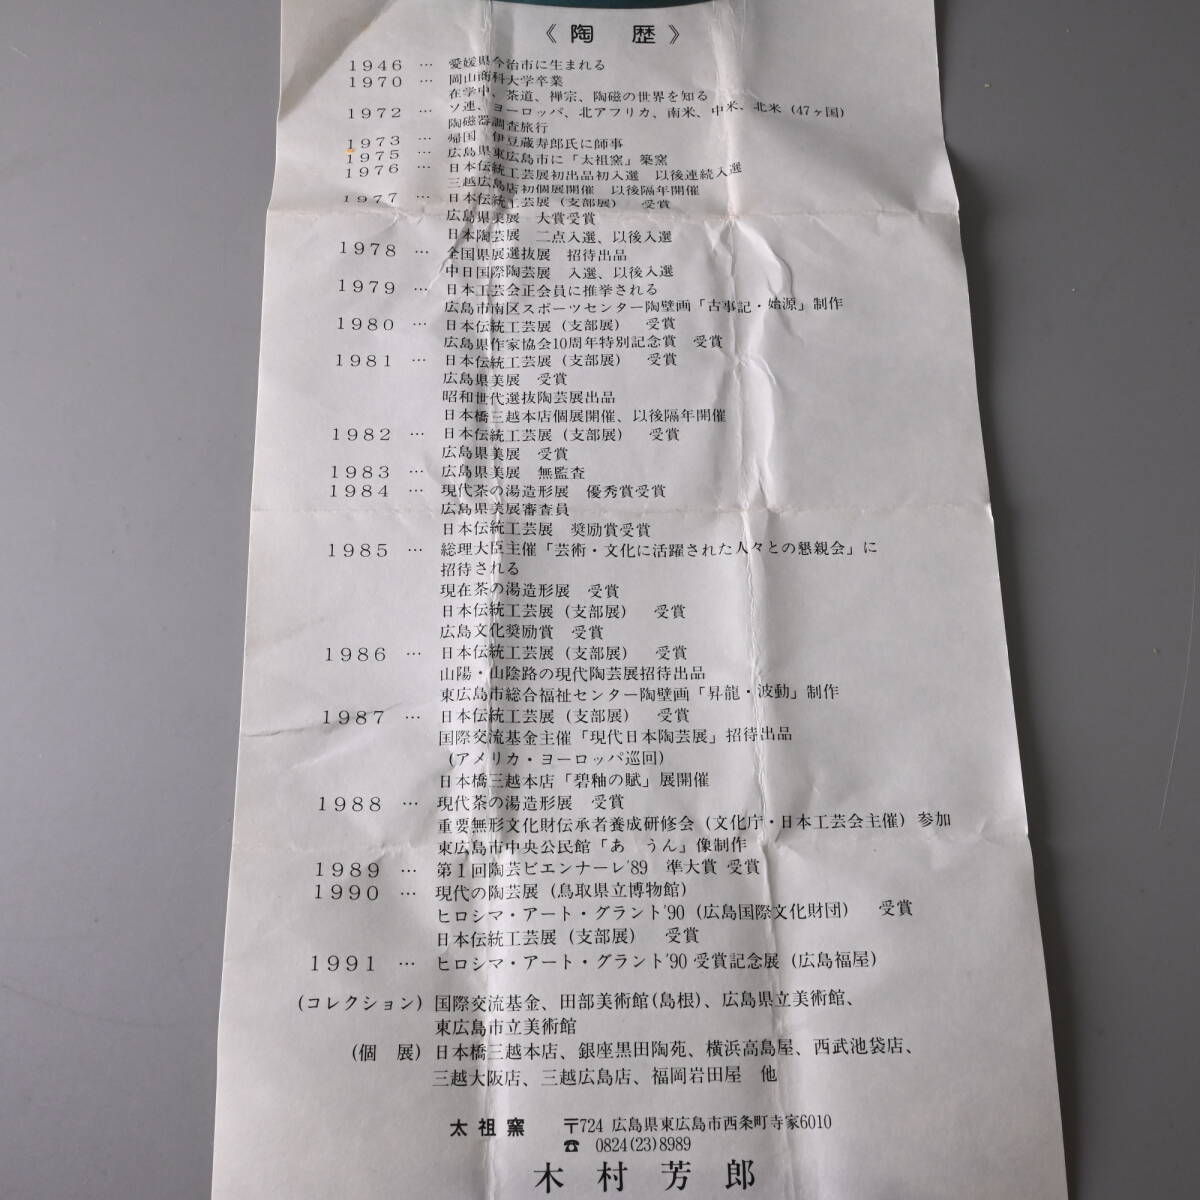 《陶　歴》
1946 … 愛媛県今治市に生まれる
1970 … 岡山商科大学卒業
在学中、茶道、禅宗、陶磁の世界を知る
1972 … ソ連、ヨーロッパ、北アフリカ、南米、中米、北米 (47ヶ国)
陶磁器調査旅行
1973 … 帰国　伊豆蔵寿郎氏に師事
1975 … 広島県東広島市に「太祖窯」築窯
1976 … 日本伝統工芸展初出品初入選　以後連続入選
三越広島店初個展開催　以後隔年開催
1977 … 日本伝統工芸展 (支部展)　受賞
広島県美展　大賞受賞
日本陶芸展　二点入選、以後入選
1978 … 全国県展選抜展　招待出品
中日国際陶芸展　入選、以後入選
1979 … 日本工芸会正会員に推挙される
広島市南区スポーツセンター陶壁画「古事記・始源」制作
1980 … 日本伝統工芸展 (支部展)　受賞
広島県作家協会10周年特別記念賞　受賞
1981 … 日本伝統工芸展 (支部展)　受賞
広島県美展　受賞
昭和世代選抜陶芸展出品
日本橋三越本店個展開催、以後隔年開催
1982 … 日本伝統工芸展 (支部展)　受賞
広島県美展　受賞
1983 … 広島県美展　無監査
1984 … 現代茶の湯造形展　優秀賞受賞
広島県美展審査員
日本伝統工芸展　奨励賞受賞
1985 … 総理大臣主催「芸術・文化に活躍された人々との懇親会」に
招待される
現在茶の湯造形展　受賞
日本伝統工芸展 (支部展)　受賞
広島文化奨励賞　受賞
1986 … 日本伝統工芸展 (支部展)　受賞
山陽・山陰路の現代陶芸展招待出品
東広島市総合福祉センター陶壁画「昇龍・波動」制作
1987 … 日本伝統工芸展 (支部展)　受賞
国際交流基金主催「現代日本陶芸展」招待出品
(アメリカ・ヨーロッパ巡回)
日本橋三越本店「碧釉の賦」展開催
1988 … 現代茶の湯造形展　受賞
重要無形文化財伝承者養成研修会 (文化庁・日本工芸会主催) 参加
東広島市中央公民館「あ　うん」像制作
1989 … 第1回陶芸ビエンナーレ'89　準大賞 受賞
1990 … 現代の陶芸展 (鳥取県立博物館)
ヒロシマ・アート・グラント'90 (広島国際文化財団)　受賞
日本伝統工芸展 (支部展)　受賞
1991 … ヒロシマ・アート・グラント'90 受賞記念展 (広島福屋)
(コレクション) 国際交流基金、田部美術館(島根)、広島県立美術館、
東広島市立美術館
(個　展) 日本橋三越本店、銀座黒田陶苑、横浜高島屋、西武池袋店、
三越大阪店、三越広島店、福岡岩田屋　他
太祖窯　〒724 広島県東広島市西条町寺家6010
☎ 0824(23)8989
木村芳郎